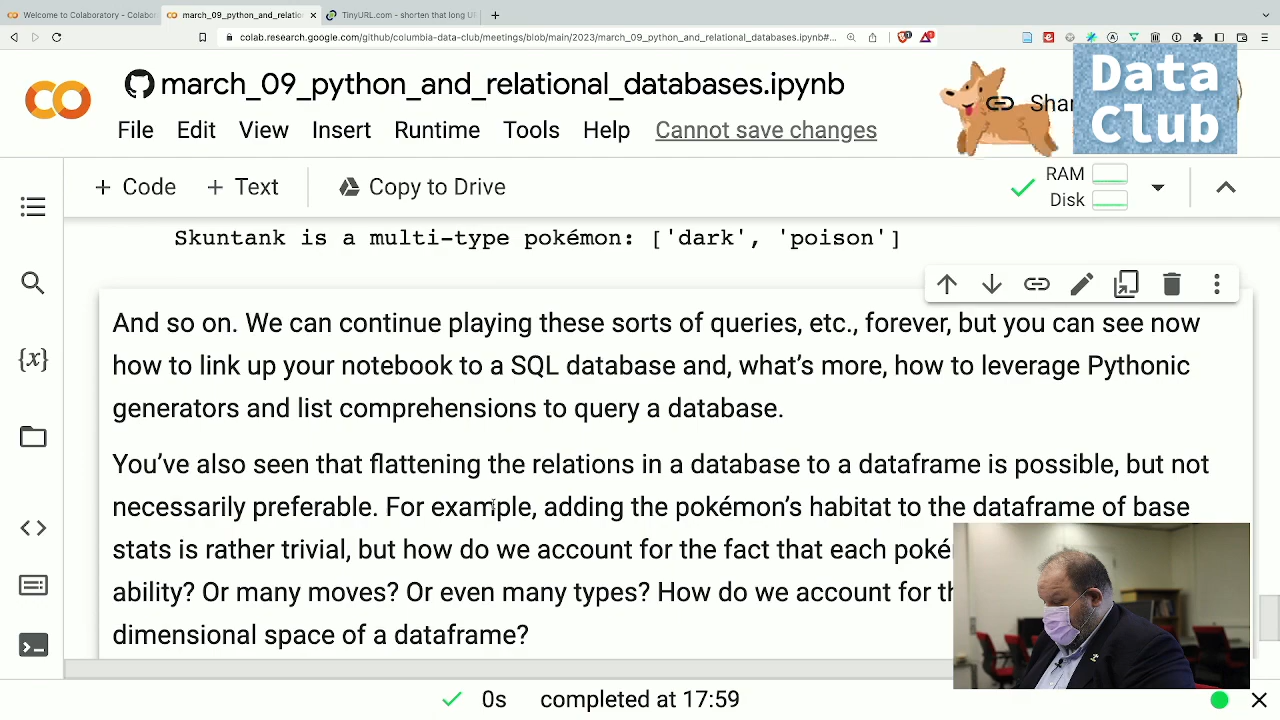 Welcome to Colaboratory - Colabor
march_09_python_and_relation
TinyURL.com - shorten that long U
colab.research.google.com/github/columbia-data-club/meetings/blob/main/2023/march_09_python_and_relational_databases.ipynb#...
march_09_python_and_relational_databases.ipynb
Shar
Data
Club
File Edit View Insert Runtime Tools Help Cannot save changes
+ Code + Text Copy to Drive
RAM
Disk
Skuntank is a multi-type pokémon: ['dark', 'poison']
And so on. We can continue playing these sorts of queries, etc., forever, but you can see now
how to link up your notebook to a SQL database and, what’s more, how to leverage Pythonic
generators and list comprehensions to query a database.
You’ve also seen that flattening the relations in a database to a dataframe is possible, but not
necessarily preferable. For example, adding the pokémon’s habitat to the dataframe of base
stats is rather trivial, but how do we account for the fact that each poké
ability? Or many moves? Or even many types? How do we account for th
dimensional space of a dataframe?
{x}
0s completed at 17:59